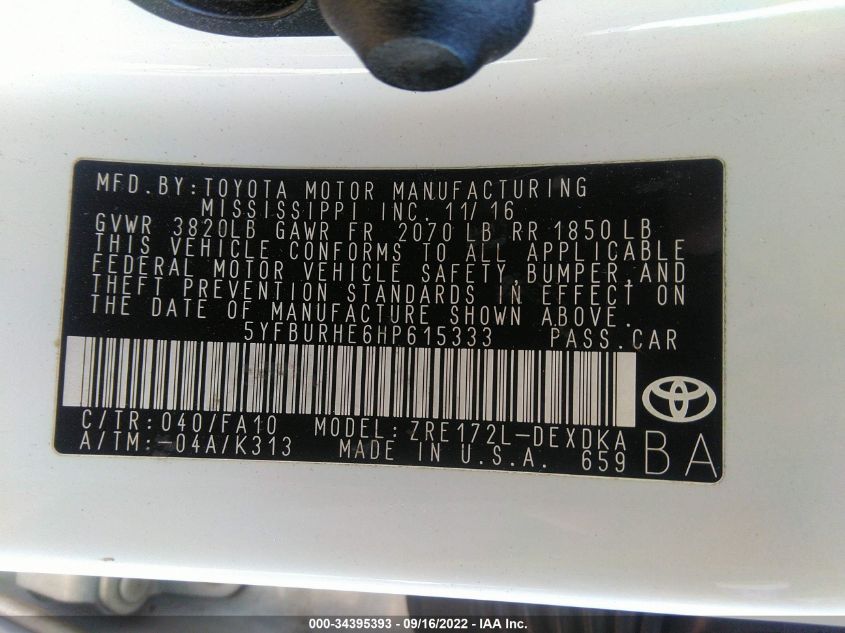 MFD.BY:TOYOTA MOTOR MANUFACTURING
MISSISSIPPI INC. 11/16
GVWR 3820LB GAWR FR 2070 LB RR 1850 LB
THIS VEHICLE CONFORMS TO ALL APPLICABLE
FEDERAL MOTOR VEHICLE SAFETY,BUMPER,AND
THEFT PREVENTION STANDARDS IN EFFECT ON
THE DATE OF MANUFACTURE SHOWN ABOVE.
5YFBURHE6HP615333 PASS.CAR
C/TR:040/FA10 MODEL:ZRE172L-DEXDKA
A/TM:-04A/K313 MADE IN U.S.A. 659
BA
000-34395393 - 09/16/2022 - IAA Inc.